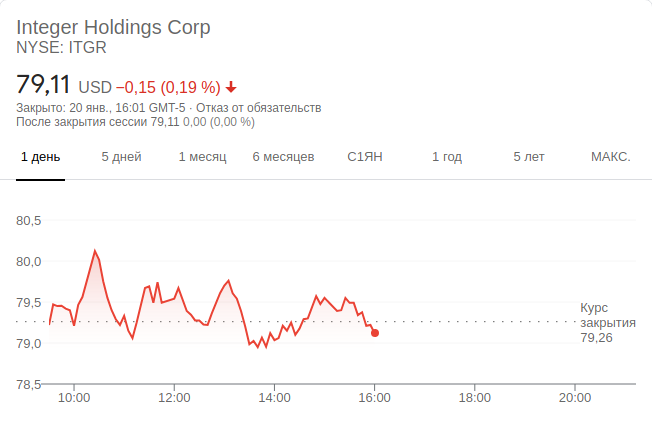 Integer Holdings Corp
NYSE: ITGR
79,11 USD −0,15 (0,19 %)
Закрыто: 20 янв., 16:01 GMT-5 · Отказ от обязательств
После закрытия сессии 79,11 0,00 (0,00 %)
1 день 5 дней 1 месяц 6 месяцев С1ЯН 1 год 5 лет МАКС.
80,5
80,0
79,5
79,0
78,5
Курс
закрытия
79,26
10:00 12:00 14:00 16:00 18:00 20:00